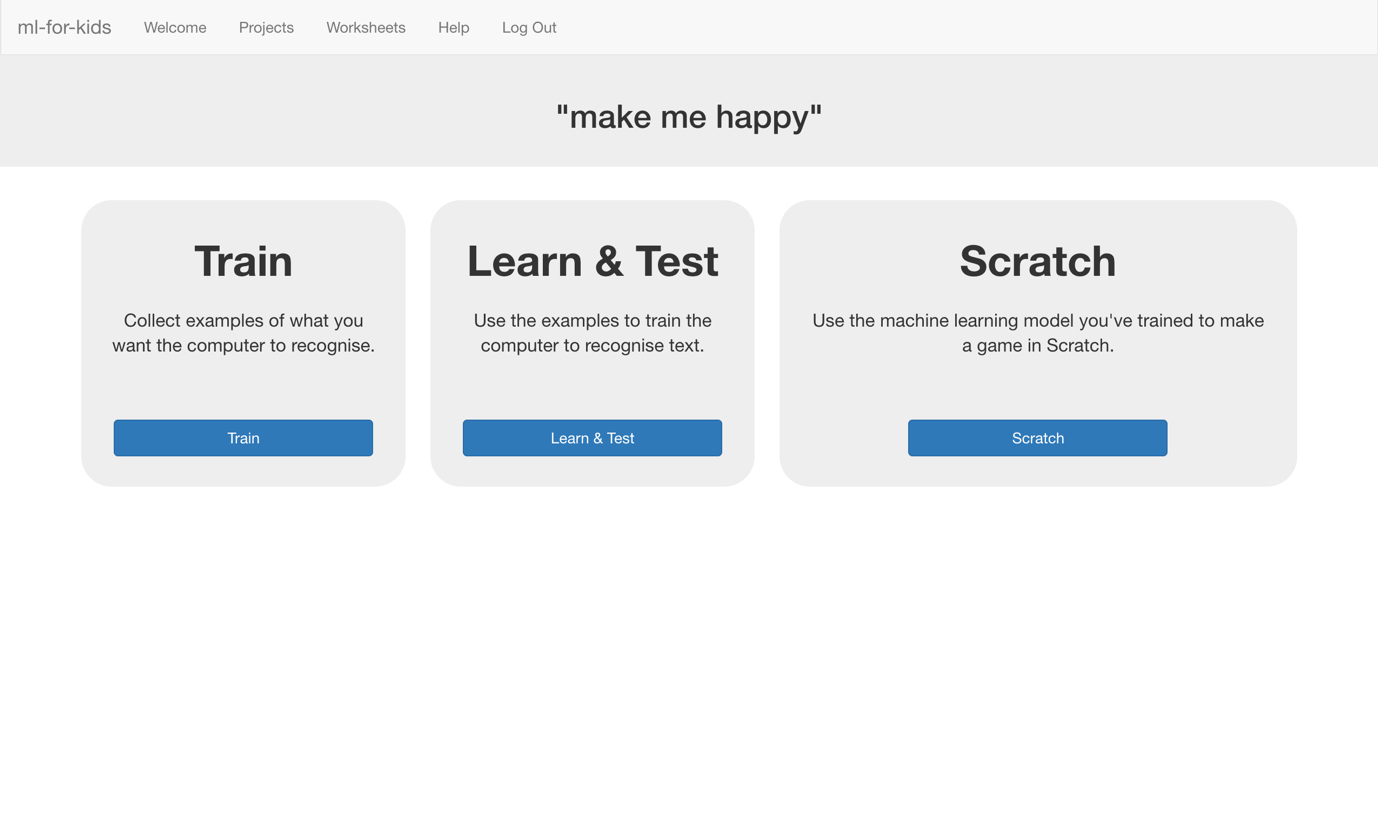 ml-for-kids Welcome Projects Worksheets Help Log Out
"make me happy"
Train
Collect examples of what you
want the computer to recognise.
Train
Learn & Test
Use the examples to train the
computer to recognise text.
Learn & Test
Scratch
Use the machine learning model you've trained to make
a game in Scratch.
Scratch